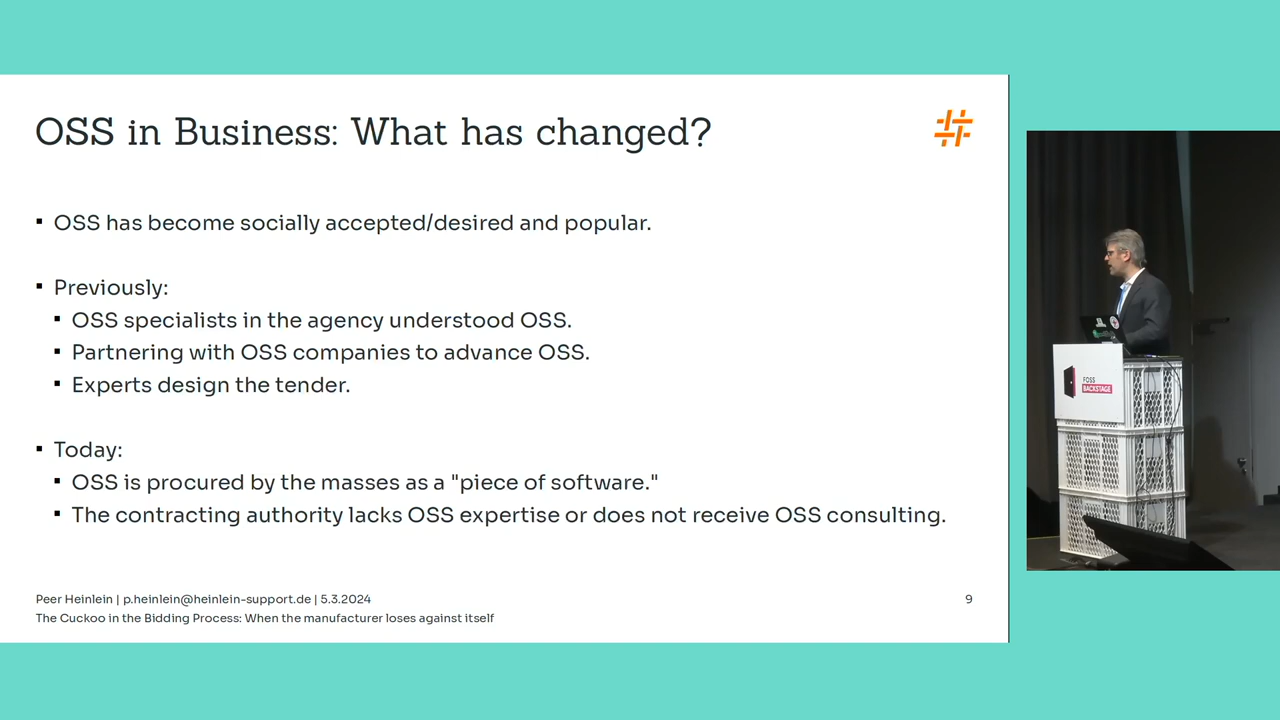 OSS in Business: What has changed?
OSS has become socially accepted/desired and popular.
Previously:
OSS specialists in the agency understood OSS.
Partnering with OSS companies to advance OSS.
Experts design the tender.
Today:
OSS is procured by the masses as a "piece of software."
The contracting authority lacks OSS expertise or does not receive OSS consulting.
Peer Heinlein | p.heinlein@heinlein-support.de | 5.3.2024
9
The Cuckoo in the Bidding Process: When the manufacturer loses against itself
FOSS
BACKSTAGE